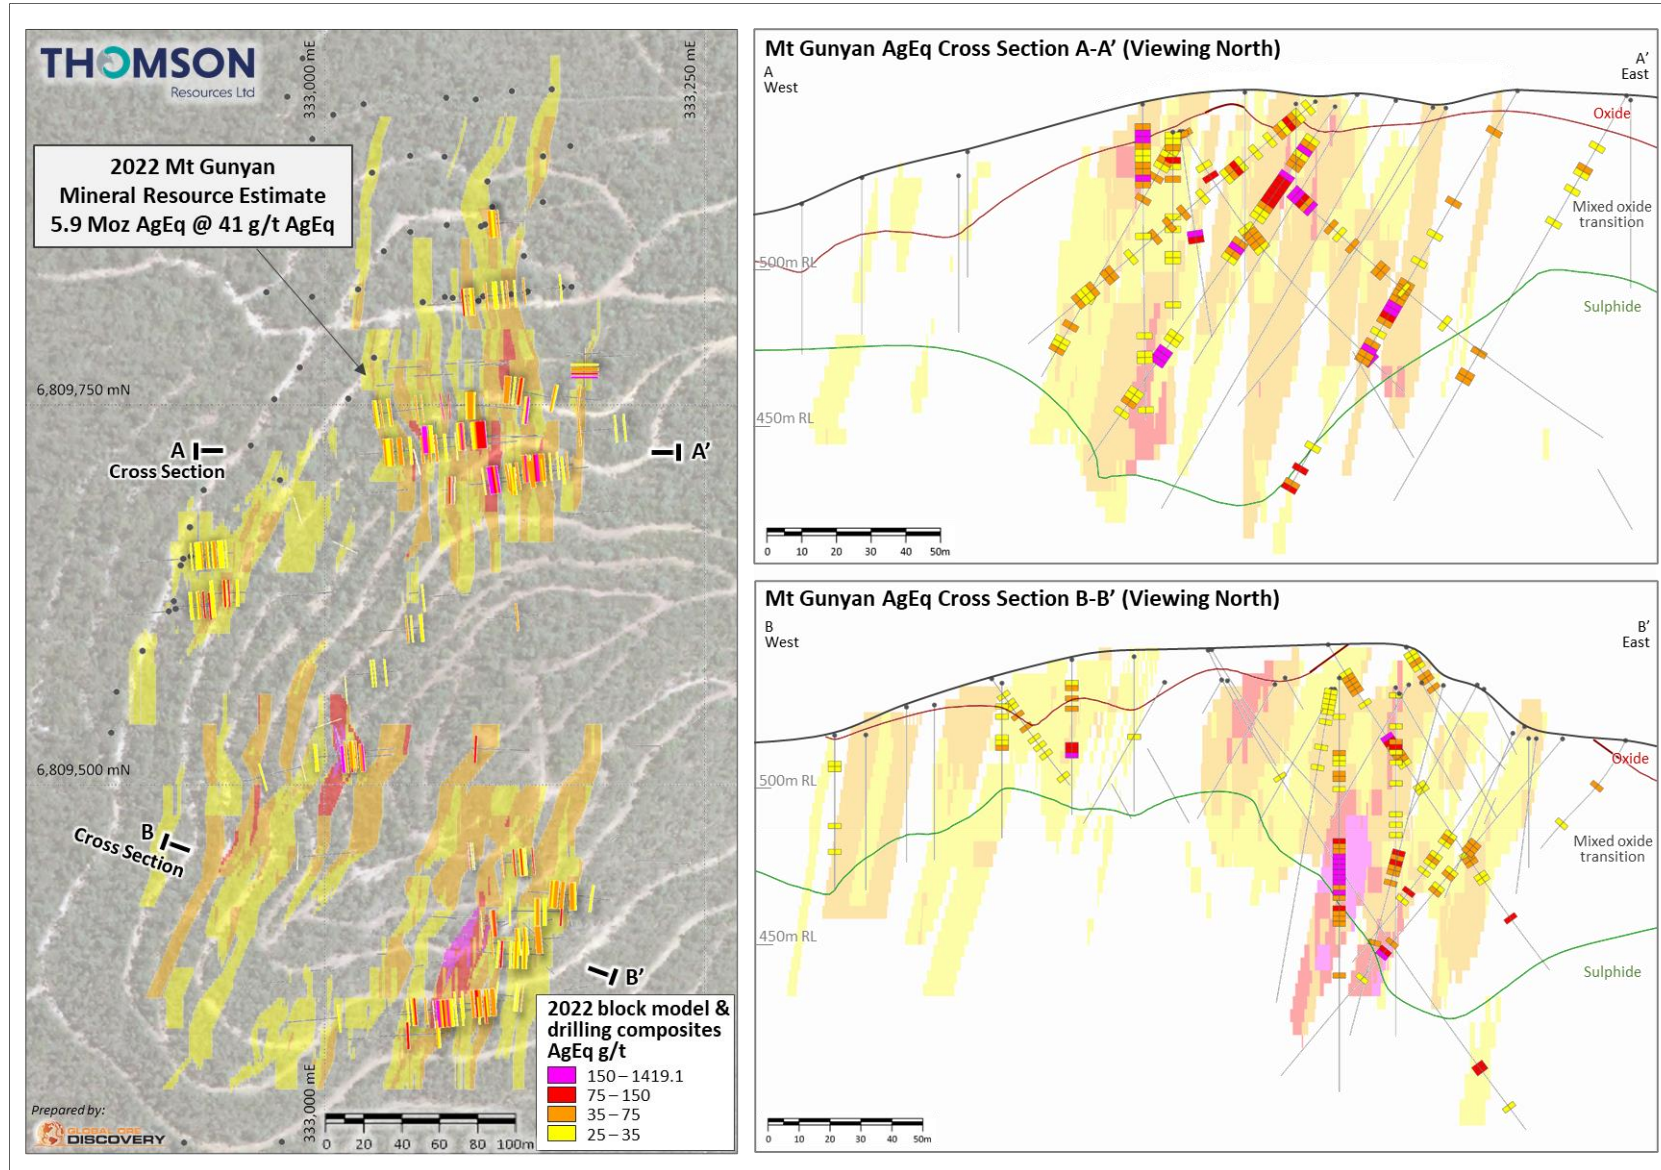 THOMSON
Resources Ltd
333,000 mE
333,250 mE
2022 Mt Gunyan
Mineral Resource Estimate
5.9 Moz AgEq @ 41 g/t AgEq
6,809,750 mN
A
A'
Cross Section
6,809,500 mN
B
Cross Section
B'
2022 block model &
drilling composites
AgEq g/t
150 – 1419.1
75 – 150
35 – 75
25 – 35
333,000 mE
0 20 40 60 80 100m
Prepared by:
GLOBAL ORE
DISCOVERY
Mt Gunyan AgEq Cross Section A-A' (Viewing North)
A
West
A'
East
Oxide
Mixed oxide
transition
500m RL
Sulphide
450m RL
0 10 20 30 40 50m
Mt Gunyan AgEq Cross Section B-B' (Viewing North)
B
West
B'
East
Oxide
500m RL
Mixed oxide
transition
450m RL
Sulphide
0 10 20 30 40 50m